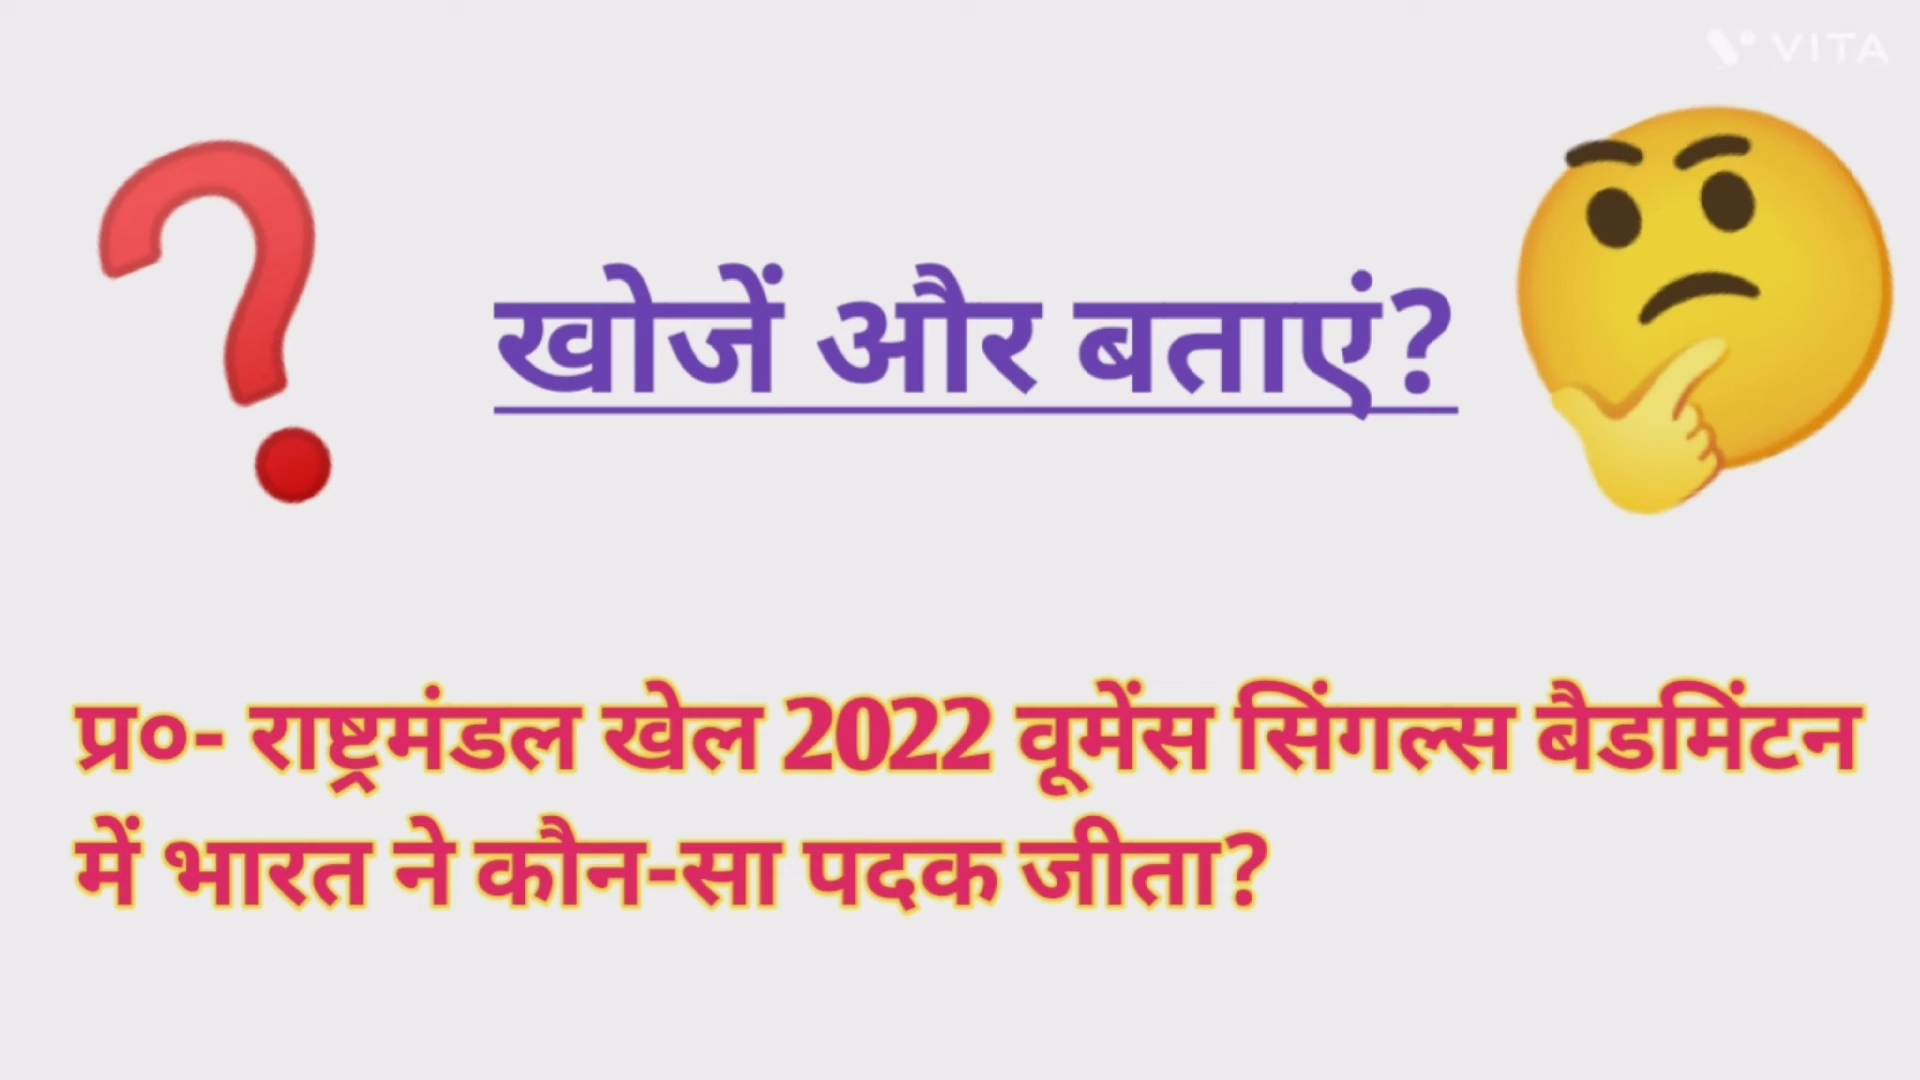 VITA
खोजें और बताएं?
प्र०- राष्ट्रमंडल खेल 2022 वूमेंस सिंगल्स बैडमिंटन
में भारत ने कौन-सा पदक जीता?